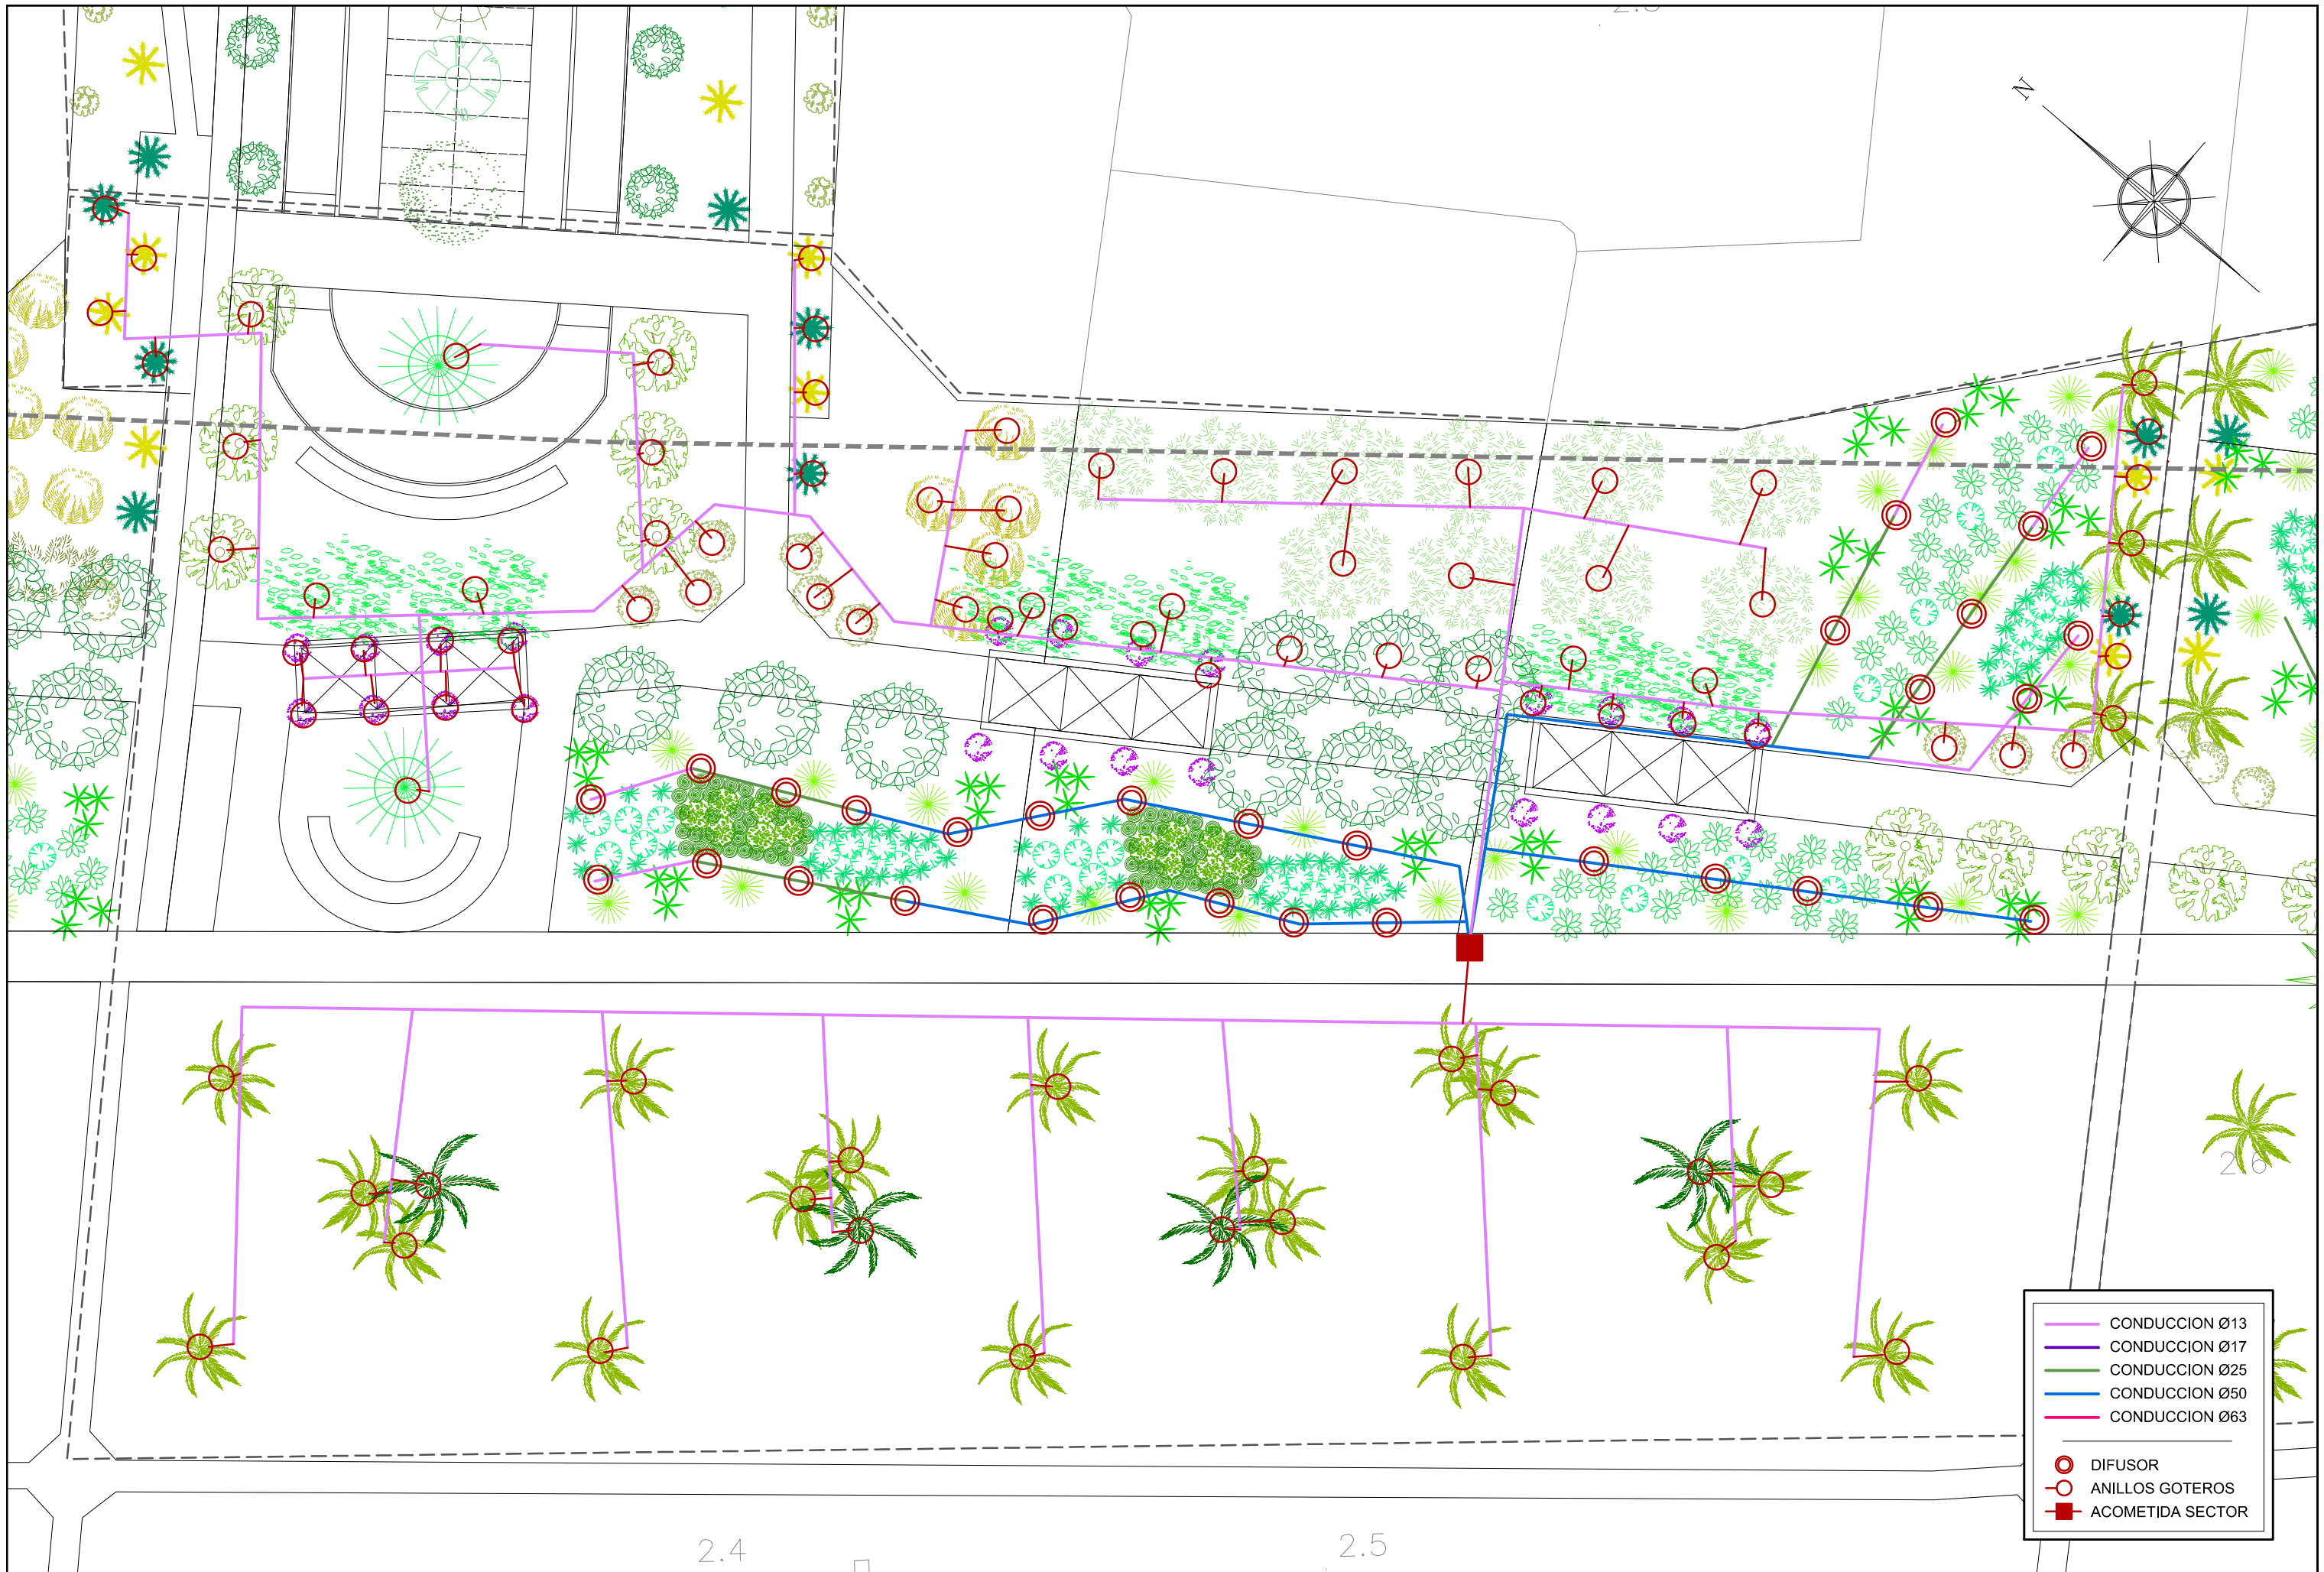 N
CONDUCCION Ø13
CONDUCCION Ø17
CONDUCCION Ø25
CONDUCCION Ø50
CONDUCCION Ø63
DIFUSOR
ANILLOS GOTEROS
ACOMETIDA SECTOR
2.4
2.5